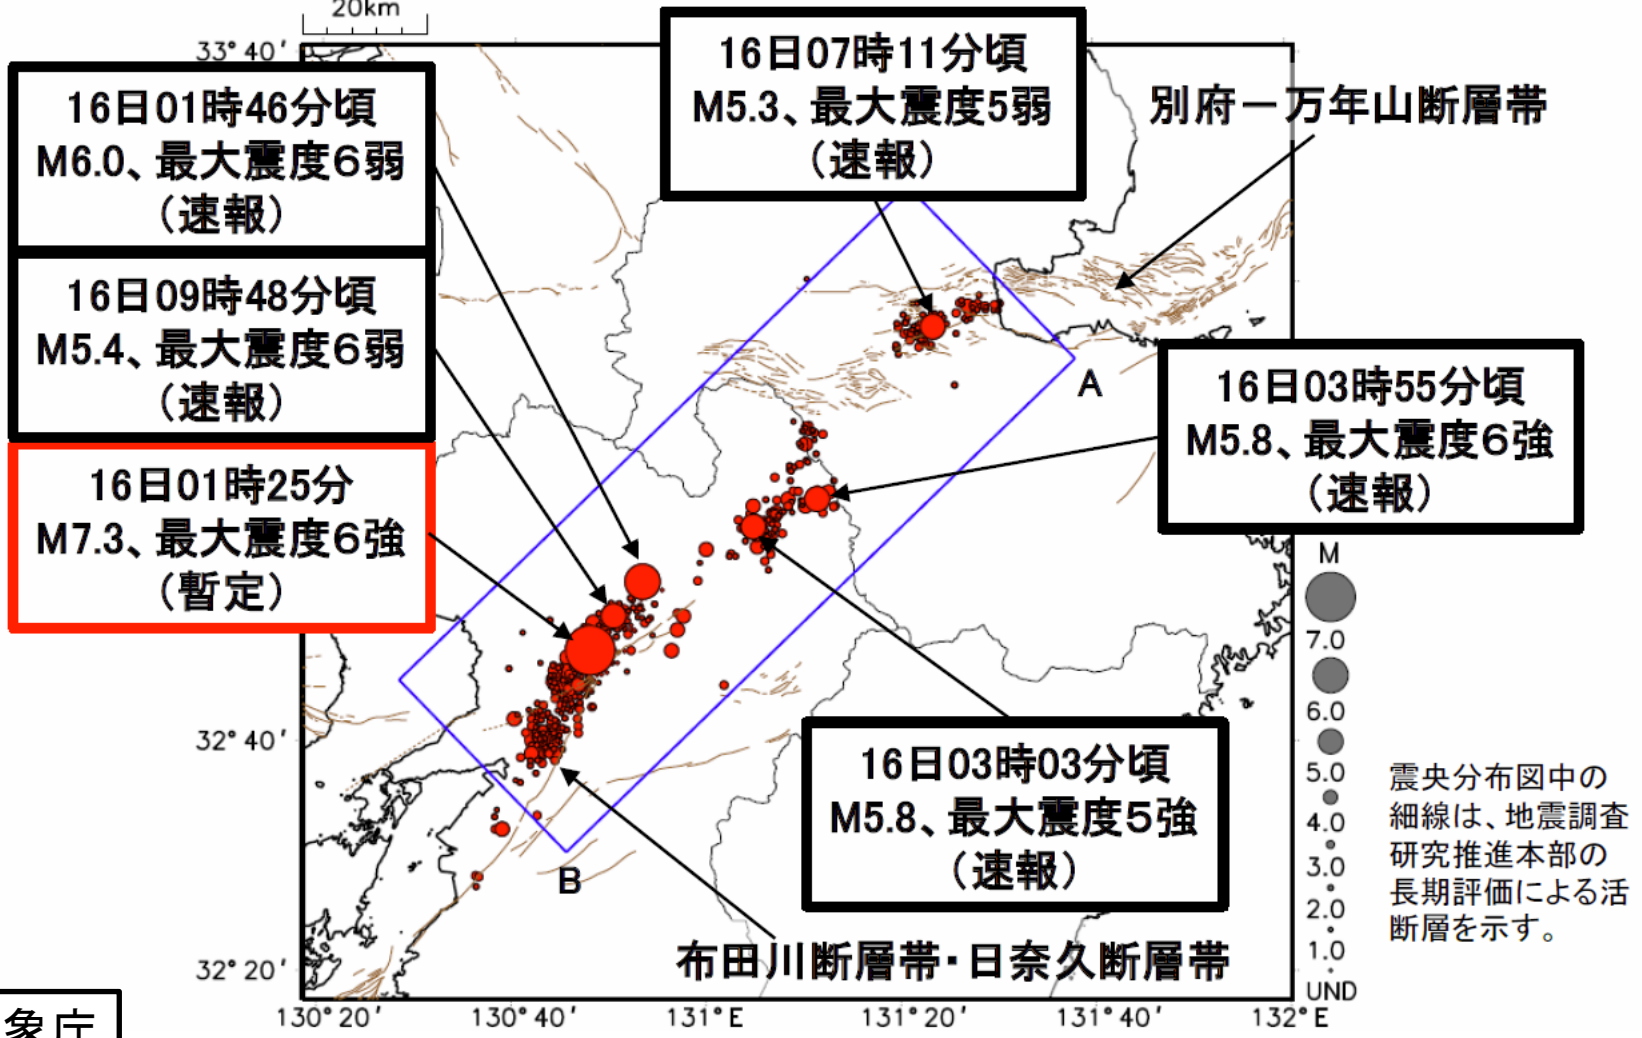 20km
33°40′
16日07時11分頃
M5.3、最大震度5弱
（速報）
別府－万年山断層帯
16日01時46分頃
M6.0、最大震度6弱
（速報）
16日09時48分頃
M5.4、最大震度6弱
（速報）
16日01時25分
M7.3、最大震度6強
（暫定）
A
16日03時55分頃
M5.8、最大震度6強
（速報）
M
7.0
6.0
5.0
4.0
3.0
2.0
1.0
UND
32°40′
16日03時03分頃
M5.8、最大震度5強
（速報）
震央分布図中の
細線は、地震調査
研究推進本部の
長期評価による活
断層を示す。
B
布田川断層帯・日奈久断層帯
32°20′
130°20′
130°40′
131°E
131°20′
131°40′
132°E
象庁